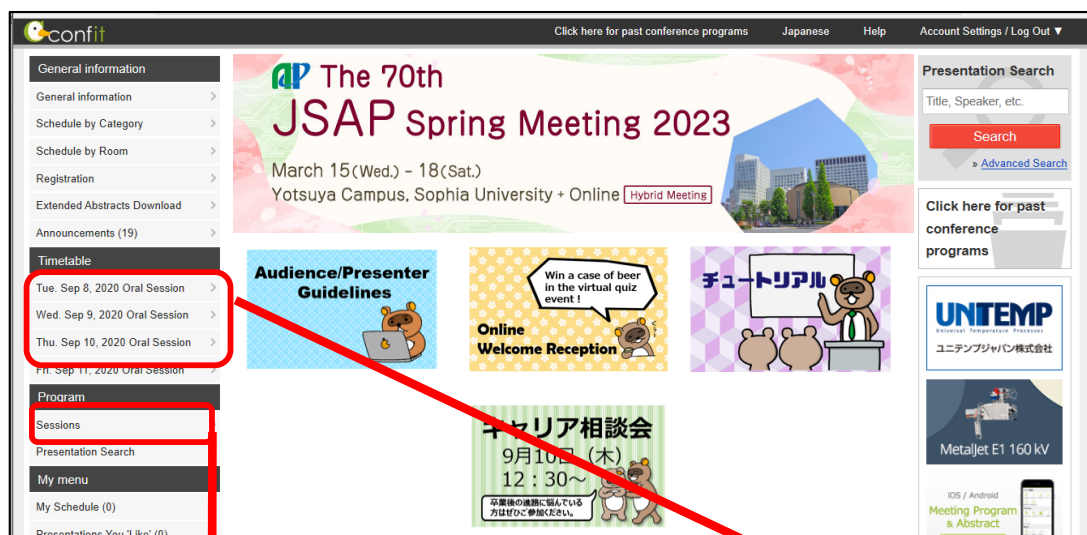 confit
Click here for past conference programs
Japanese
Help
Account Settings / Log Out ▼
General information
General information
Schedule by Category
Schedule by Room
Registration
Extended Abstracts Download
Announcements (19)
Timetable
Tue. Sep 8, 2020 Oral Session
Wed. Sep 9, 2020 Oral Session
Thu. Sep 10, 2020 Oral Session
Fri. Sep 11, 2020 Oral Session
Program
Sessions
Presentation Search
My menu
My Schedule (0)
Presentations You 'Like' (0)
The 70th
JSAP Spring Meeting 2023
March 15(Wed.) - 18(Sat.)
Yotsuya Campus, Sophia University + Online Hybrid Meeting
Audience/Presenter
Guidelines
Win a case of beer
in the virtual quiz
event !
Online
Welcome Reception
チュートリアル
キャリア相談会
9月10日（木）
12：30～
卒業後の進路に悩んでいる
方はぜひご参加ください。
Presentation Search
Title, Speaker, etc.
Search
» Advanced Search
Click here for past
conference
programs
UNITEMP
Universal Temperature Processes
ユニテンプジャパン株式会社
MetalJet E1 160 kV
iOS / Android
Meeting Program
& Abstract